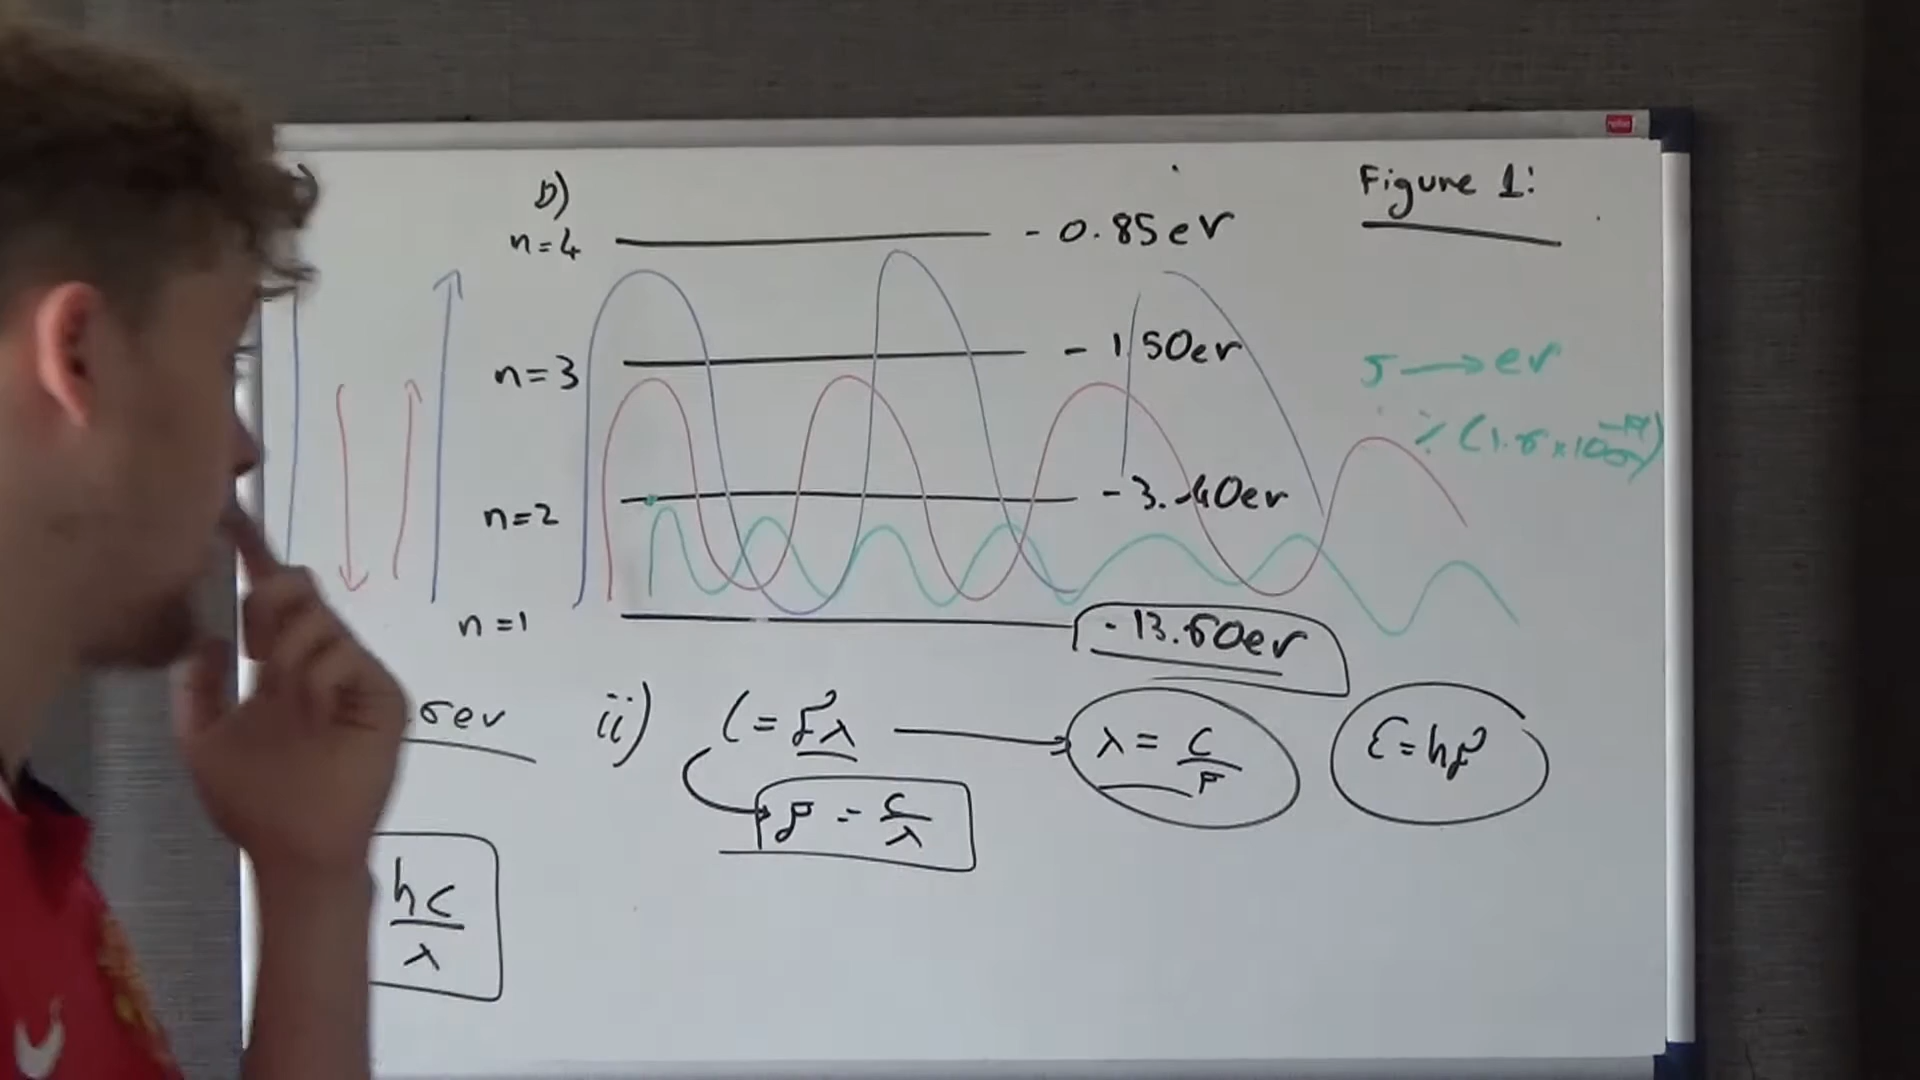 b)
Figure 1:
n=4 - 0.85ev
n=3 - 1.50ev
J → ev
÷ (1.6×10⁻¹⁹)
n=2 - 3.40ev
n=1 - 13.60ev
.6ev
ii) C = fλ → λ = c/f
E = hf
f = c/λ
hc/λ